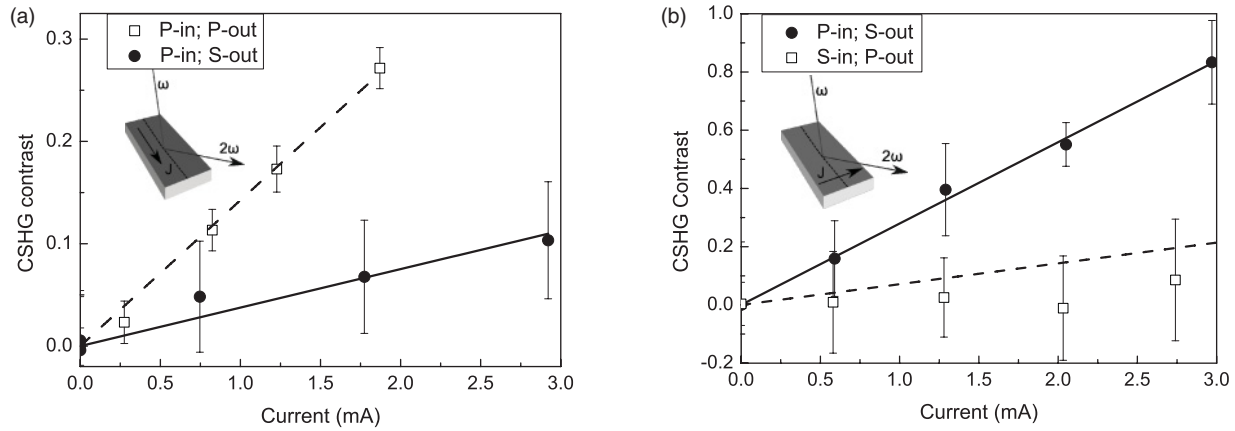 (a)
0.3
0.2
0.1
0.0
CSHG contrast
P-in; P-out
P-in; S-out
ω
2ω
J
0.0 0.5 1.0 1.5 2.0 2.5 3.0
Current (mA)
(b)
1.0
0.8
0.6
0.4
0.2
0.0
-0.2
CSHG Contrast
P-in; S-out
S-in; P-out
ω
2ω
J
0.0 0.5 1.0 1.5 2.0 2.5 3.0
Current (mA)